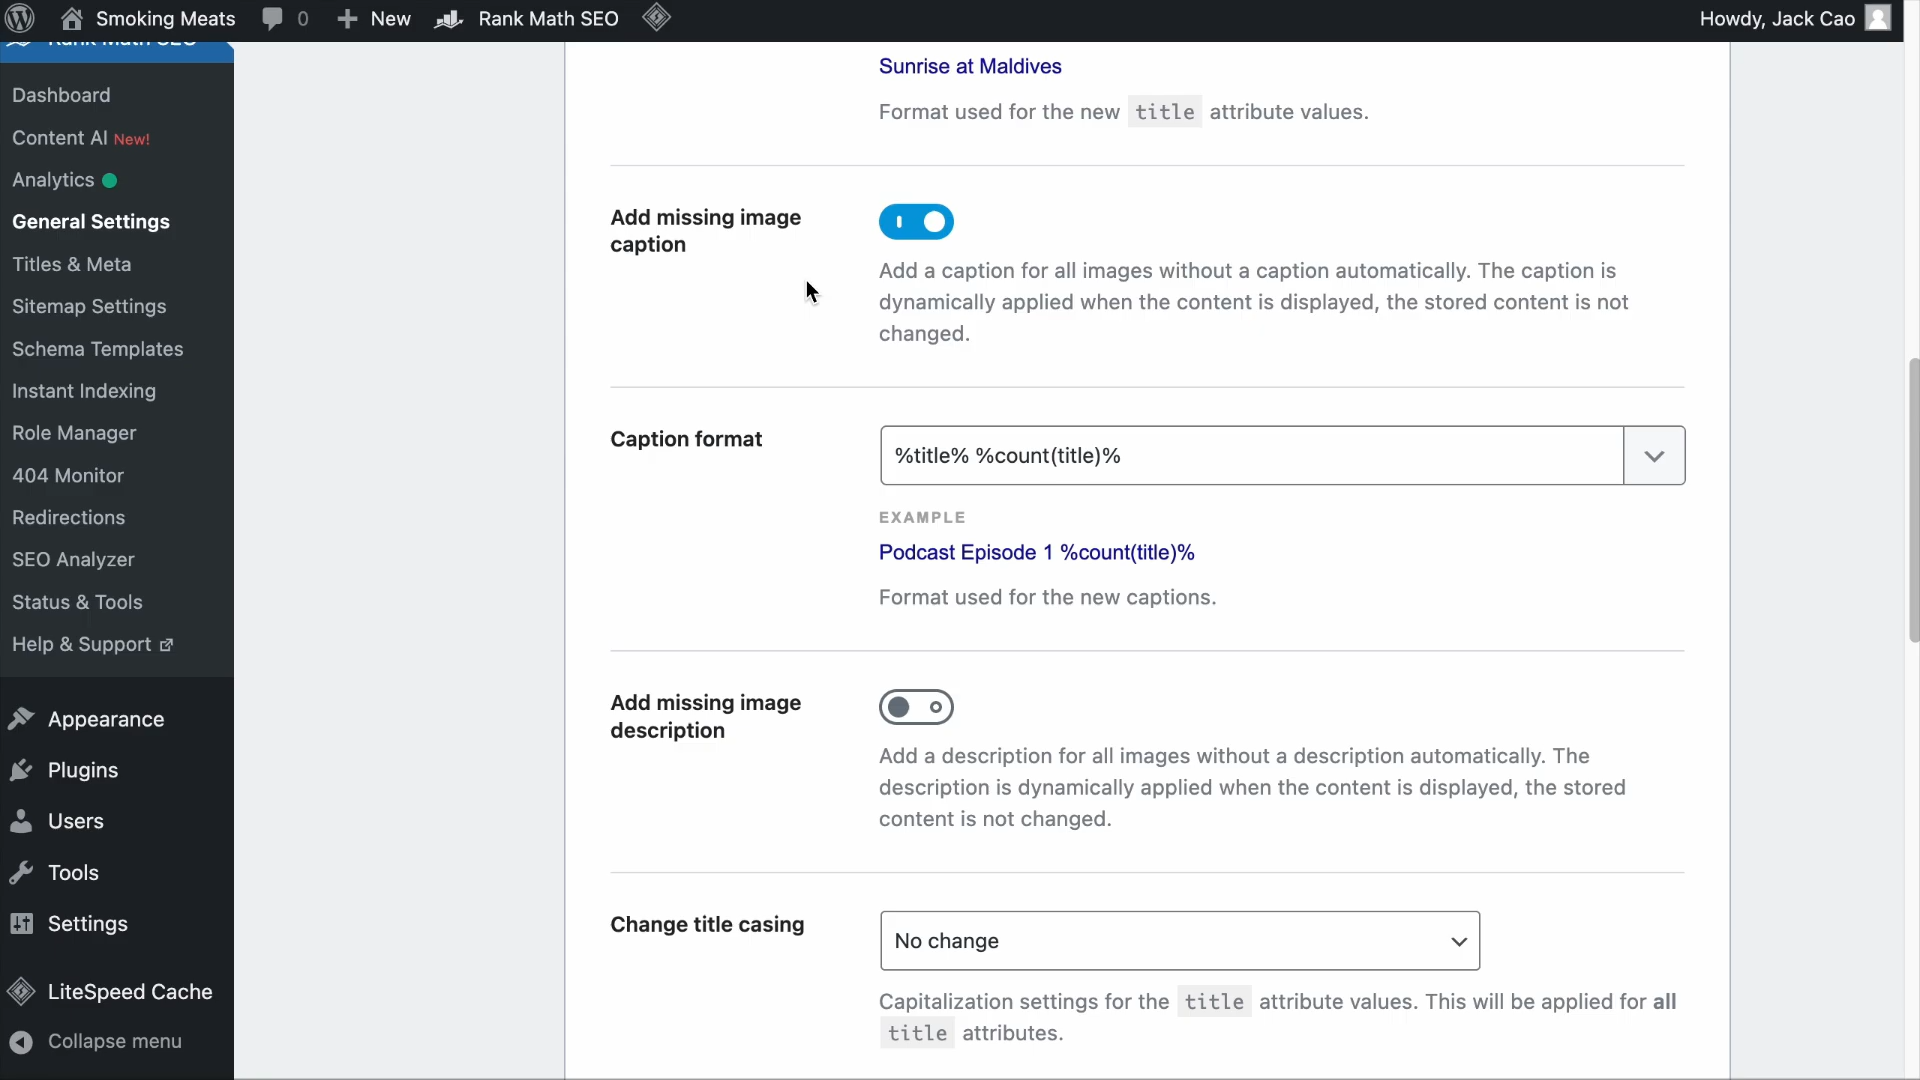 Smoking Meats 0 New Rank Math SEO Howdy, Jack Cao
Rank Math SEO
Dashboard
Content AI New!
Analytics
General Settings
Titles & Meta
Sitemap Settings
Schema Templates
Instant Indexing
Role Manager
404 Monitor
Redirections
SEO Analyzer
Status & Tools
Help & Support
Appearance
Plugins
Users
Tools
Settings
LiteSpeed Cache
Collapse menu
Sunrise at Maldives
Format used for the new title attribute values.
Add missing image
caption
Add a caption for all images without a caption automatically. The caption is
dynamically applied when the content is displayed, the stored content is not
changed.
Caption format
%title% %count(title)%
EXAMPLE
Podcast Episode 1 %count(title)%
Format used for the new captions.
Add missing image
description
Add a description for all images without a description automatically. The
description is dynamically applied when the content is displayed, the stored
content is not changed.
Change title casing
No change
Capitalization settings for the title attribute values. This will be applied for all
title attributes.